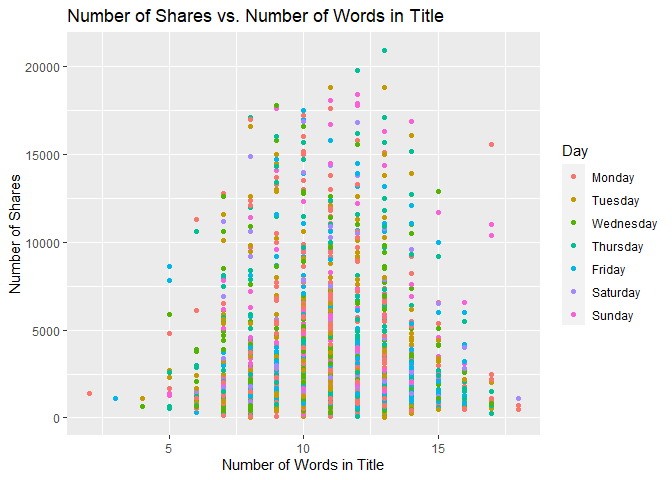 Number of Shares vs. Number of Words in Title
20000
15000
10000
5000
0
Number of Shares
5
10
15
Number of Words in Title
Day
Monday
Tuesday
Wednesday
Thursday
Friday
Saturday
Sunday